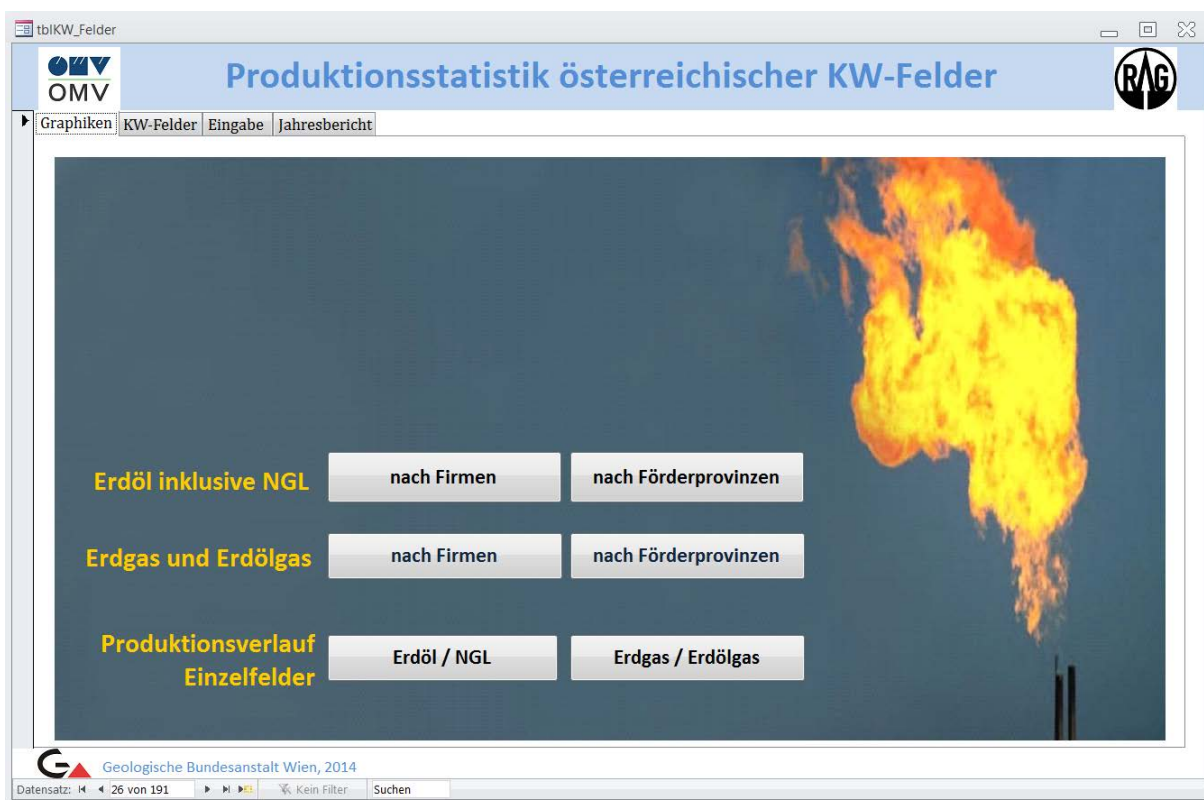 tblKW_Felder
OMV
Produktionsstatistik österreichischer KW-Felder
RAG
Graphiken KW-Felder Eingabe Jahresbericht
Erdöl inklusive NGL nach Firmen nach Förderprovinzen
Erdgas und Erdölgas nach Firmen nach Förderprovinzen
Produktionsverlauf
Einzelfelder Erdöl / NGL Erdgas / Erdölgas
Geologische Bundesanstalt Wien, 2014
Datensatz: 26 von 191 Kein Filter Suchen